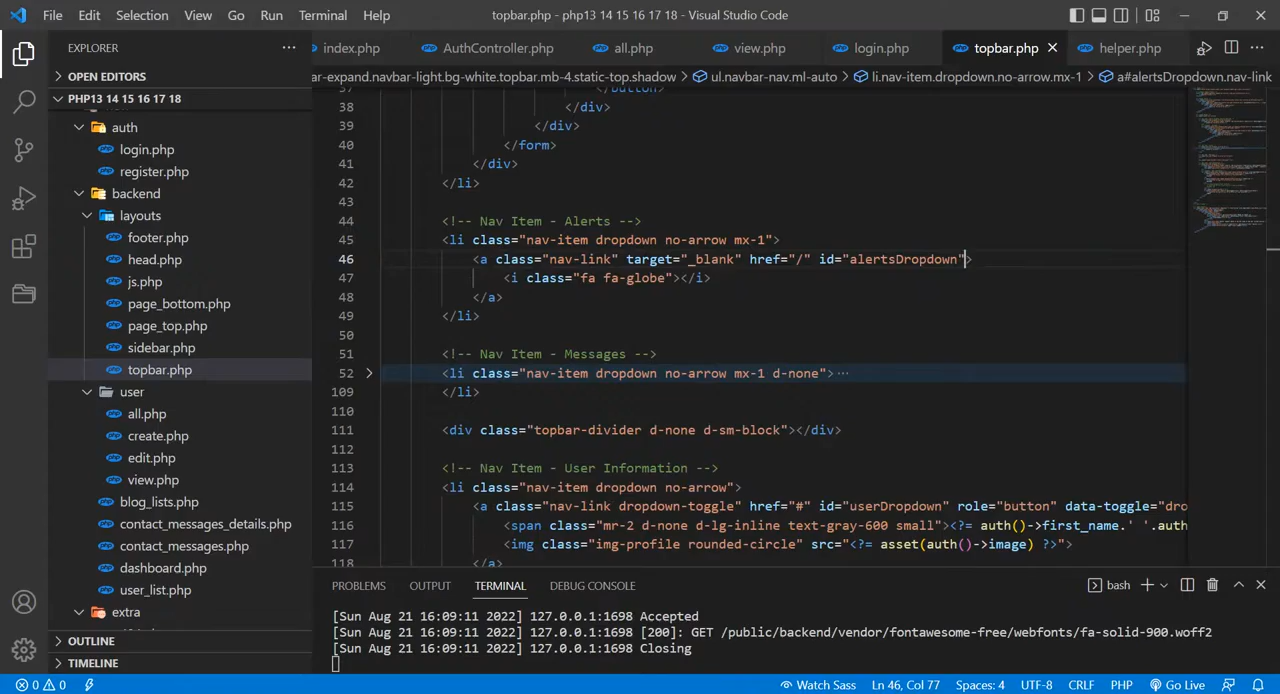 File Edit Selection View Go Run Terminal Help topbar.php - php13 14 15 16 17 18 - Visual Studio Code
EXPLORER
index.php AuthController.php all.php view.php login.php topbar.php helper.php
OPEN EDITORS
PHP13 14 15 16 17 18
auth
login.php
register.php
backend
layouts
footer.php
head.php
js.php
page_bottom.php
page_top.php
sidebar.php
topbar.php
user
all.php
create.php
edit.php
view.php
blog_lists.php
contact_messages_details.php
contact_messages.php
dashboard.php
user_list.php
extra
OUTLINE
TIMELINE
ar-expand.navbar-light.bg-white.topbar.mb-4.static-top.shadow > ul.navbar-nav.ml-auto > li.nav-item.dropdown.no-arrow.mx-1 > a#alertsDropdown.nav-link
37 </button>
38 </div>
39 </div>
40 </form>
41 </div>
42 </li>
43
44 <!-- Nav Item - Alerts -->
45 <li class="nav-item dropdown no-arrow mx-1">
46 <a class="nav-link" target="_blank" href="/" id="alertsDropdown">
47 <i class="fa fa-globe"></i>
48 </a>
49 </li>
50
51 <!-- Nav Item - Messages -->
52 <li class="nav-item dropdown no-arrow mx-1 d-none">···
109 </li>
110
111 <div class="topbar-divider d-none d-sm-block"></div>
112
113 <!-- Nav Item - User Information -->
114 <li class="nav-item dropdown no-arrow">
115 <a class="nav-link dropdown-toggle" href="#" id="userDropdown" role="button" data-toggle="dro
116 <span class="mr-2 d-none d-lg-inline text-gray-600 small"><?= auth()->first_name.' '.auth
117 <img class="img-profile rounded-circle" src="<?= asset(auth()->image) ?>">
118 </a>
PROBLEMS OUTPUT TERMINAL DEBUG CONSOLE bash
[Sun Aug 21 16:09:11 2022] 127.0.0.1:1698 Accepted
[Sun Aug 21 16:09:11 2022] 127.0.0.1:1698 [200]: GET /public/backend/vendor/fontawesome-free/webfonts/fa-solid-900.woff2
[Sun Aug 21 16:09:11 2022] 127.0.0.1:1698 Closing
0 0 Watch Sass Ln 46, Col 77 Spaces: 4 UTF-8 CRLF PHP Go Live